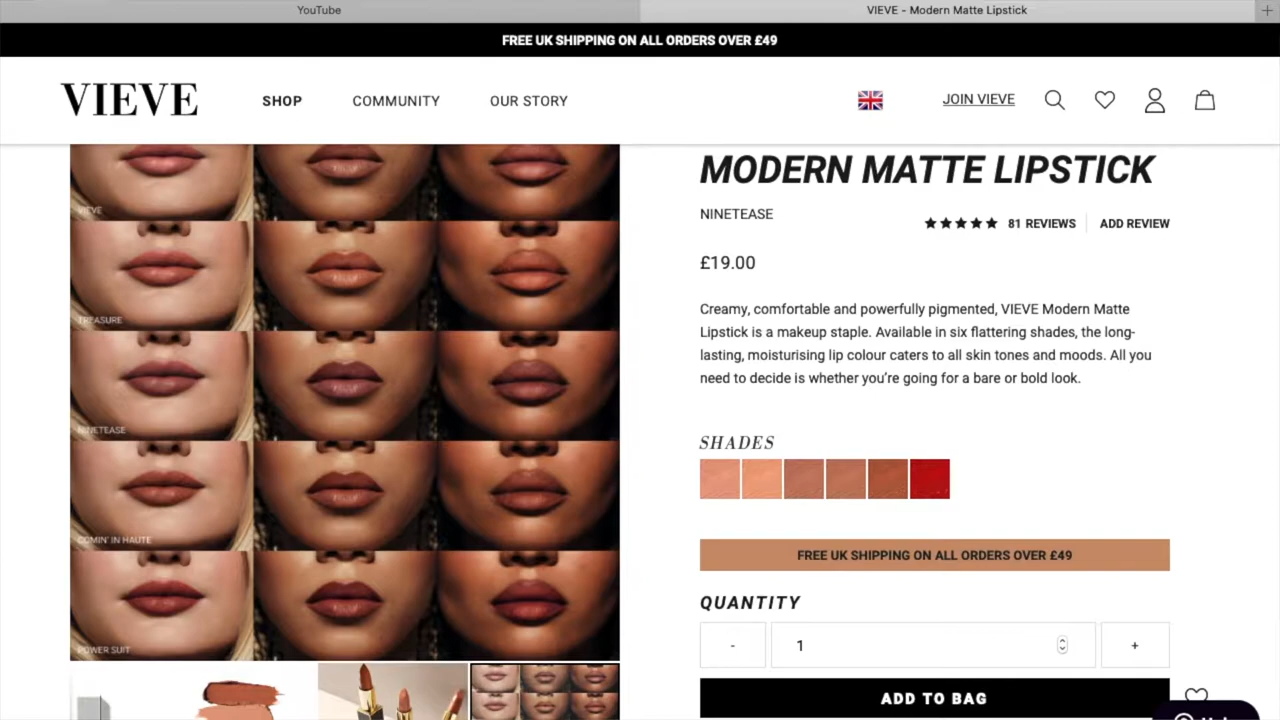 YouTube
VIEVE - Modern Matte Lipstick
FREE UK SHIPPING ON ALL ORDERS OVER £49
VIEVE
SHOP
COMMUNITY
OUR STORY
JOIN VIEVE
VIEVE
TREASURE
NINETEASE
COMIN' IN HAUTE
POWER SUIT
MODERN MATTE LIPSTICK
NINETEASE
81 REVIEWS
ADD REVIEW
£19.00
Creamy, comfortable and powerfully pigmented, VIEVE Modern Matte
Lipstick is a makeup staple. Available in six flattering shades, the long-
lasting, moisturising lip colour caters to all skin tones and moods. All you
need to decide is whether you're going for a bare or bold look.
SHADES
FREE UK SHIPPING ON ALL ORDERS OVER £49
QUANTITY
- 1 +
ADD TO BAG